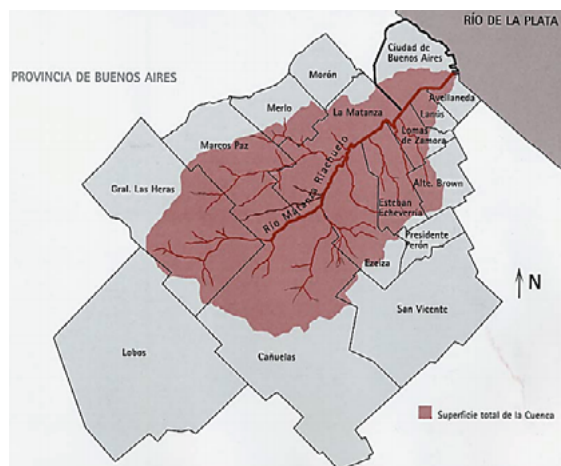 RÍO DE LA PLATA
Ciudad de
Buenos Aires
PROVINCIA DE BUENOS AIRES
Morón
Avellaneda
Merlo
La Matanza
Lanús
Lomas
de Zamora
Marcos Paz
Gral. Las Heras
Alte. Brown
Esteban
Echeverría
Río Matanza Riachuelo
Presidente
Perón
Ezeiza
N
San Vicente
Lobos
Cañuelas
Superficie total de la Cuenca